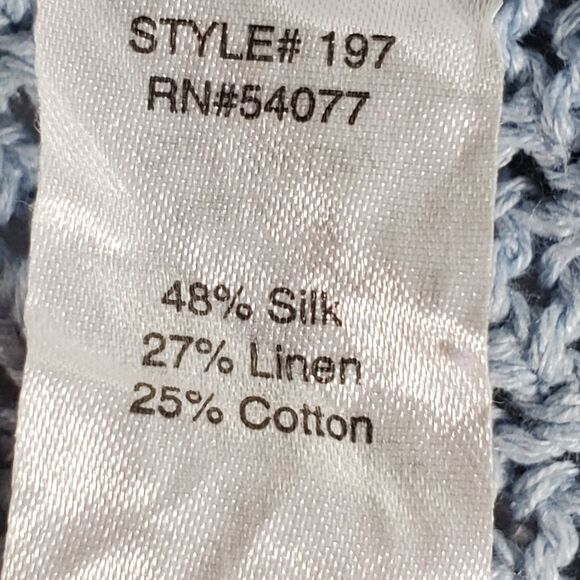 STYLE# 197
RN#54077
48% Silk
27% Linen
25% Cotton